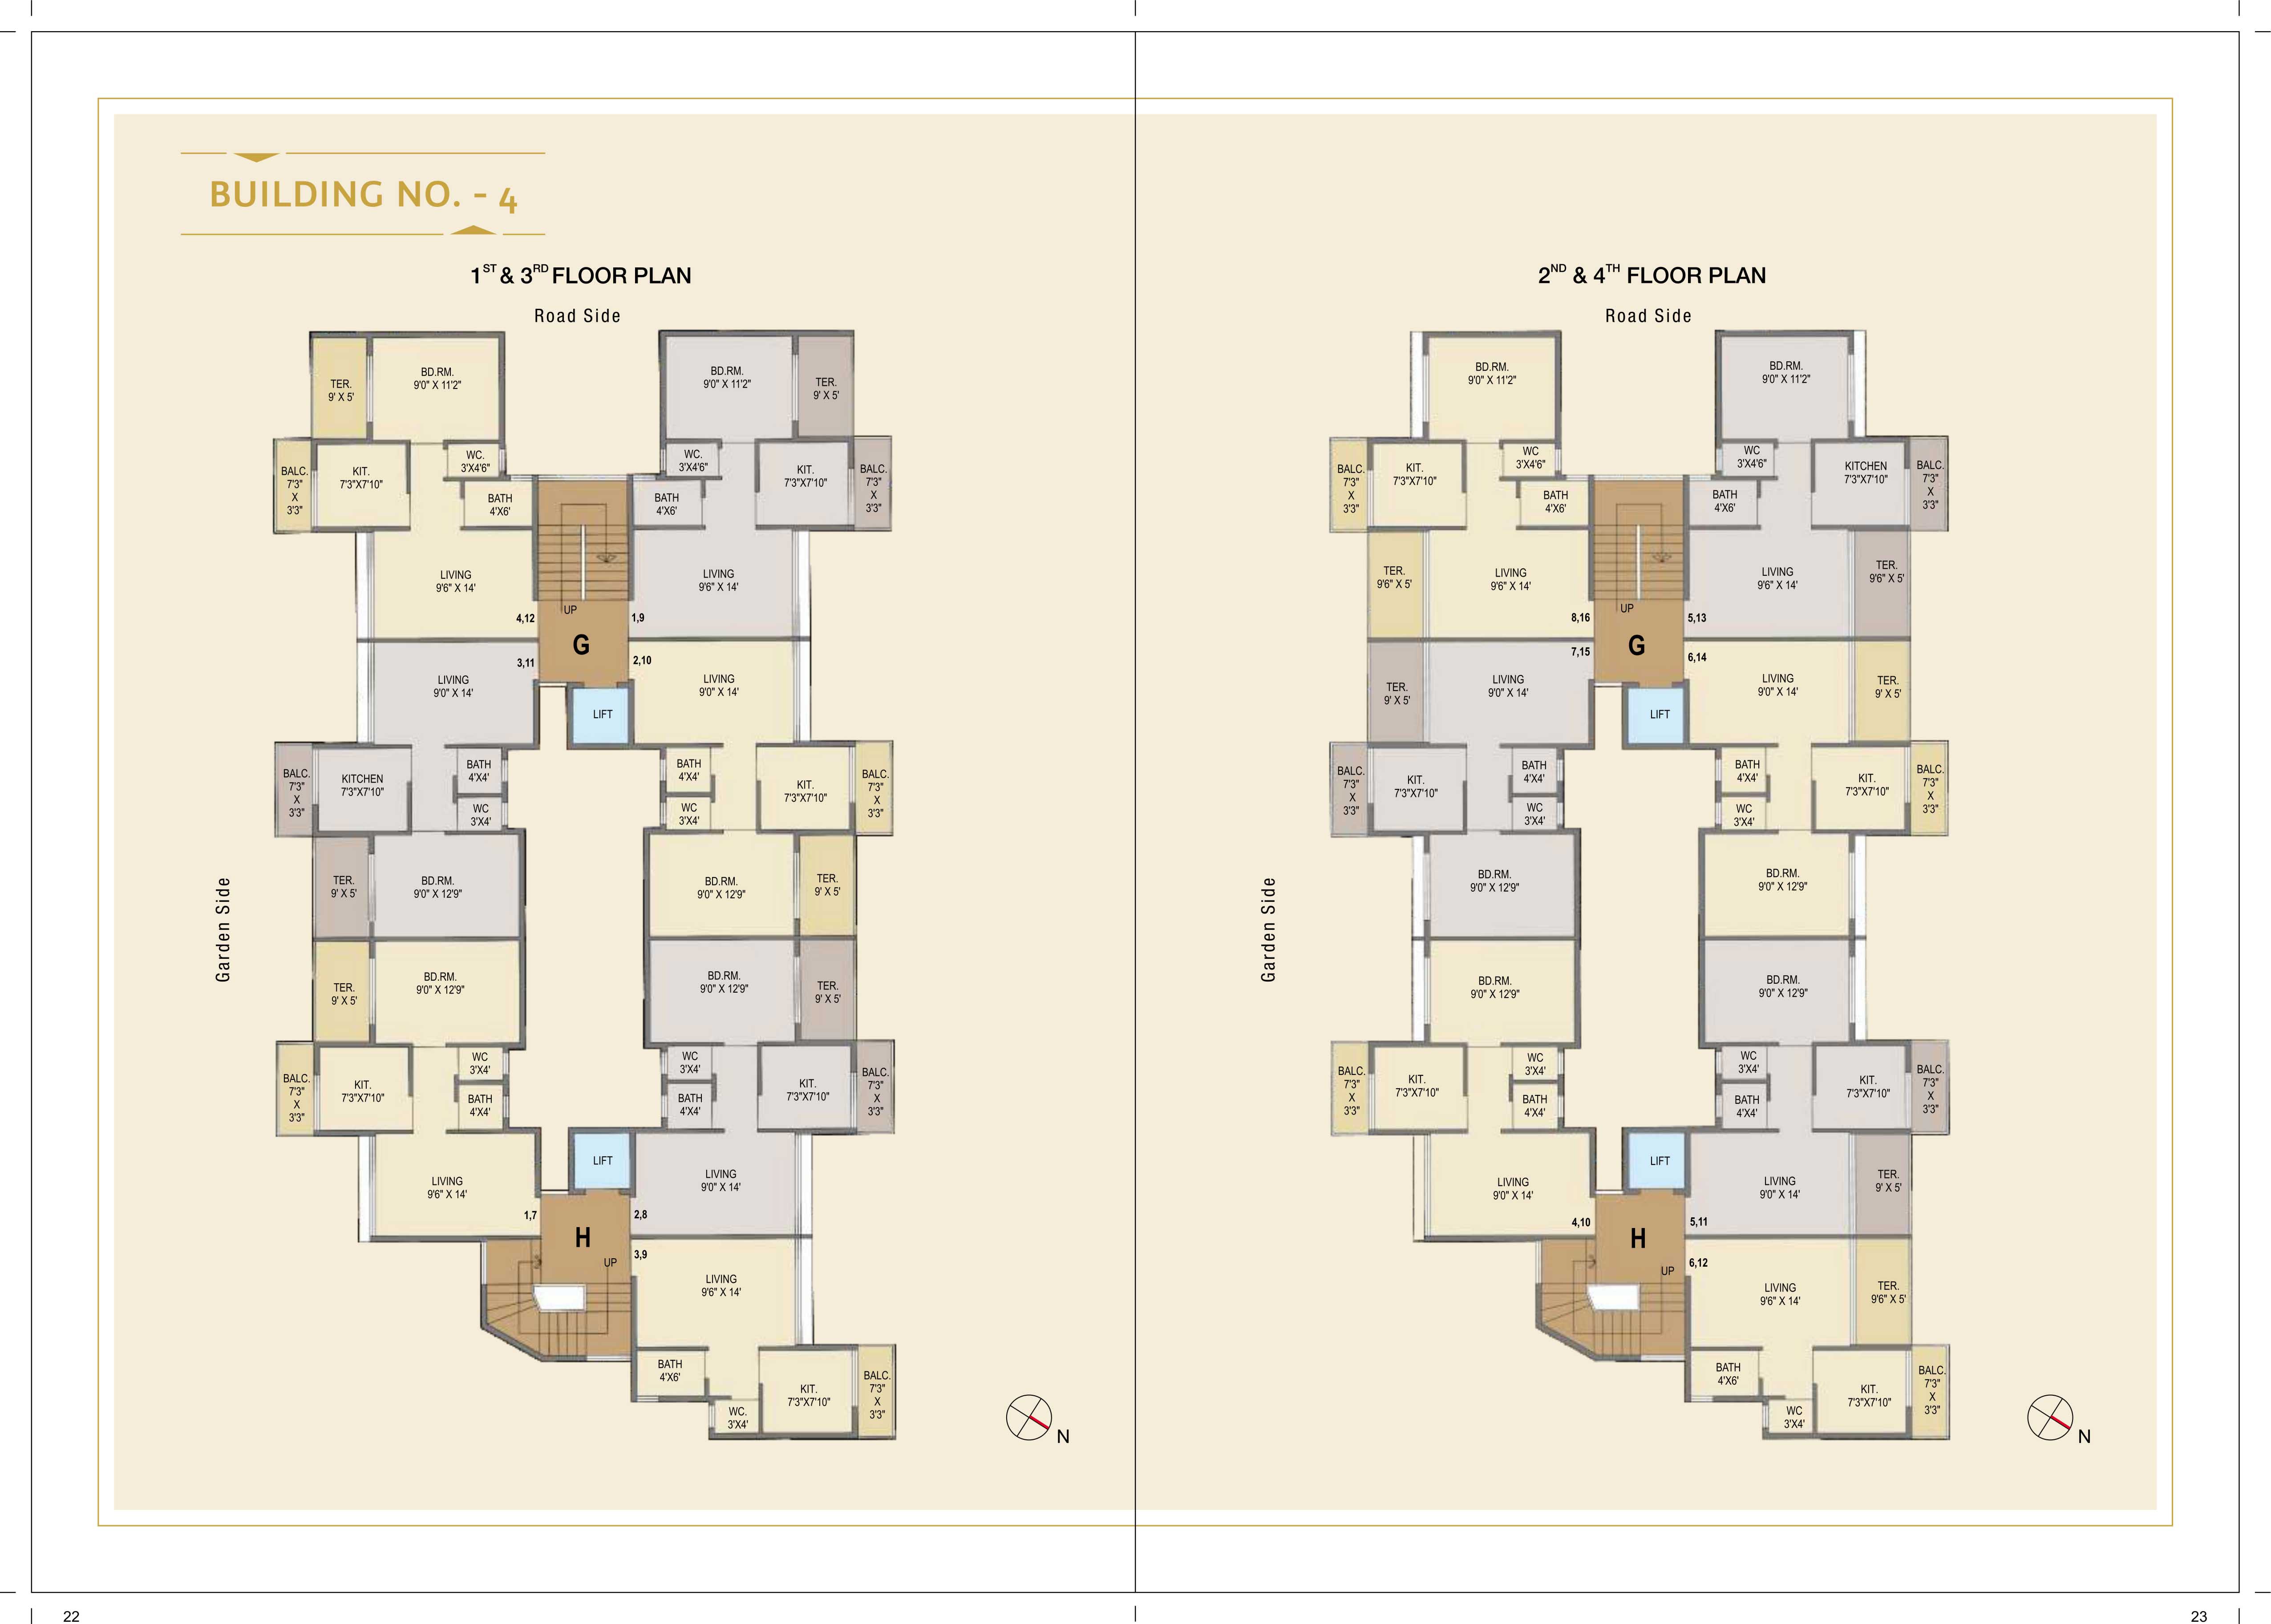 BUILDING NO. - 4
1ST & 3RD FLOOR PLAN
Road Side
TER.
9' X 5'
BD.RM.
9'0" X 11'2"
BD.RM.
9'0" X 11'2"
TER.
9' X 5'
BALC.
7'3"
X
3'3"
KIT.
7'3"X7'10"
WC.
3'X4'6"
BATH
4'X6'
WC.
3'X4'6"
BATH
4'X6'
KIT.
7'3"X7'10"
BALC.
7'3"
X
3'3"
LIVING
9'6" X 14'
LIVING
9'6" X 14'
4,12
UP
1,9
G
3,11
2,10
LIVING
9'0" X 14'
LIFT
LIVING
9'0" X 14'
BALC.
7'3"
X
3'3"
KITCHEN
7'3"X7'10"
BATH
4'X4'
WC
3'X4'
BATH
4'X4'
WC
3'X4'
KIT.
7'3"X7'10"
BALC.
7'3"
X
3'3"
Garden Side
TER.
9' X 5'
BD.RM.
9'0" X 12'9"
BD.RM.
9'0" X 12'9"
TER.
9' X 5'
TER.
9' X 5'
BD.RM.
9'0" X 12'9"
BD.RM.
9'0" X 12'9"
TER.
9' X 5'
BALC.
7'3"
X
3'3"
KIT.
7'3"X7'10"
WC
3'X4'
BATH
4'X4'
WC
3'X4'
BATH
4'X4'
KIT.
7'3"X7'10"
BALC.
7'3"
X
3'3"
LIVING
9'6" X 14'
LIFT
LIVING
9'0" X 14'
1,7
2,8
H
3,9
UP
LIVING
9'6" X 14'
BATH
4'X6'
WC.
3'X4'
KIT.
7'3"X7'10"
BALC.
7'3"
X
3'3"
N
22
2ND & 4TH FLOOR PLAN
Road Side
BD.RM.
9'0" X 11'2"
BD.RM.
9'0" X 11'2"
BALC.
7'3"
X
3'3"
KIT.
7'3"X7'10"
WC
3'X4'6"
BATH
4'X6'
WC
3'X4'6"
BATH
4'X6'
KITCHEN
7'3"X7'10"
BALC.
7'3"
X
3'3"
TER.
9'6" X 5'
LIVING
9'6" X 14'
LIVING
9'6" X 14'
TER.
9'6" X 5'
8,16
UP
5,13
G
7,15
6,14
TER.
9' X 5'
LIVING
9'0" X 14'
LIFT
LIVING
9'0" X 14'
TER.
9' X 5'
BALC.
7'3"
X
3'3"
KIT.
7'3"X7'10"
BATH
4'X4'
WC
3'X4'
BATH
4'X4'
WC
3'X4'
KIT.
7'3"X7'10"
BALC.
7'3"
X
3'3"
Garden Side
BD.RM.
9'0" X 12'9"
BD.RM.
9'0" X 12'9"
BD.RM.
9'0" X 12'9"
BD.RM.
9'0" X 12'9"
BALC.
7'3"
X
3'3"
KIT.
7'3"X7'10"
WC
3'X4'
BATH
4'X4'
WC
3'X4'
BATH
4'X4'
KIT.
7'3"X7'10"
BALC.
7'3"
X
3'3"
LIVING
9'0" X 14'
LIFT
LIVING
9'0" X 14'
TER.
9' X 5'
4,10
5,11
H
6,12
UP
LIVING
9'6" X 14'
TER.
9'6" X 5'
BATH
4'X6'
WC
3'X4'
KIT.
7'3"X7'10"
BALC.
7'3"
X
3'3"
N
23